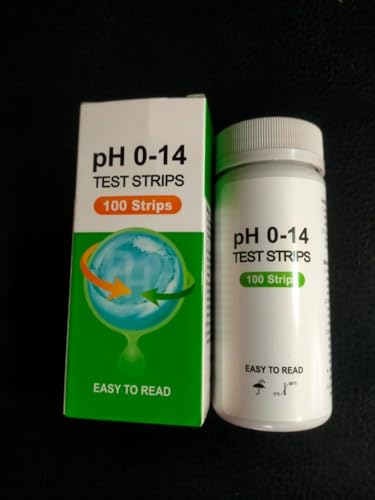 pH 0-14
TEST STRIPS
100 Strips
pH
EASY TO READ
pH 0-14
TEST STRIPS
100 Strips
EASY TO READ